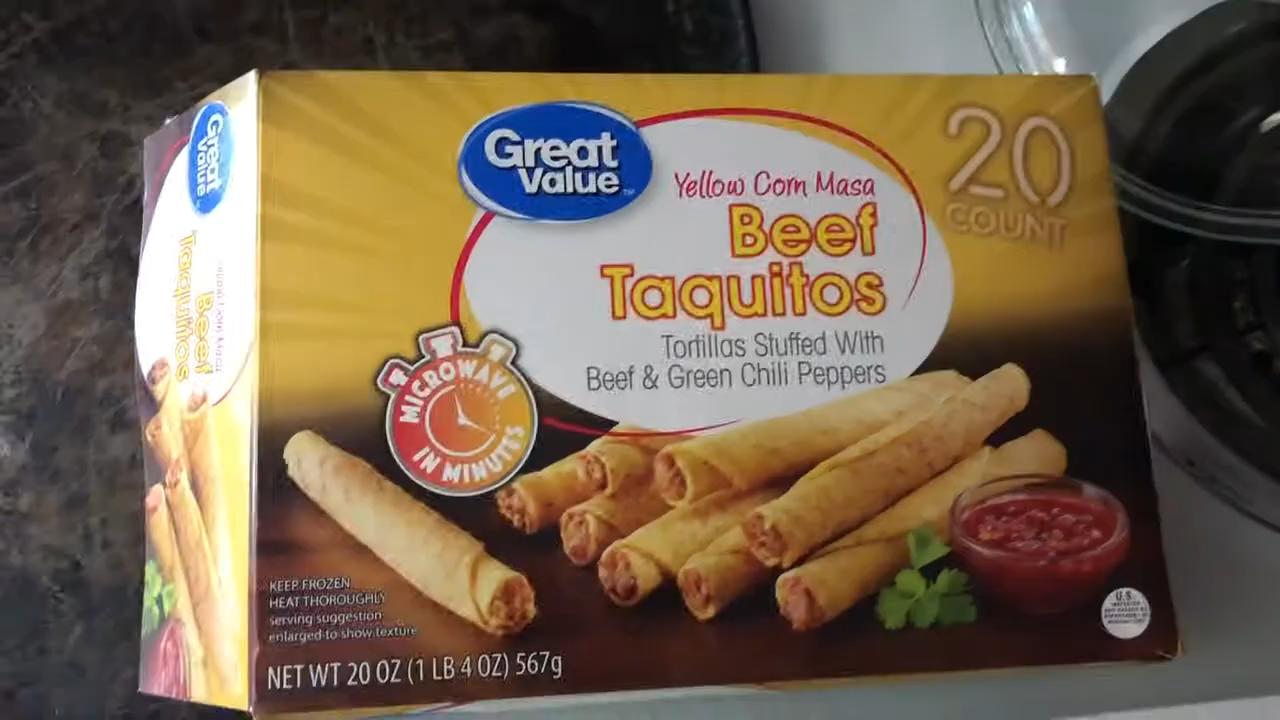 Great
Value
TM
Yellow Corn Masa
Beef
Taquitos
Tortillas Stuffed With
Beef & Green Chili Peppers
20
COUNT
MICROWAVE
IN MINUTES
KEEP FROZEN
HEAT THOROUGHLY
serving suggestion
enlarged to show texture
NET WT 20 OZ (1 LB 4 OZ) 567g
U.S.
Great
Value
Beef
Taquitos